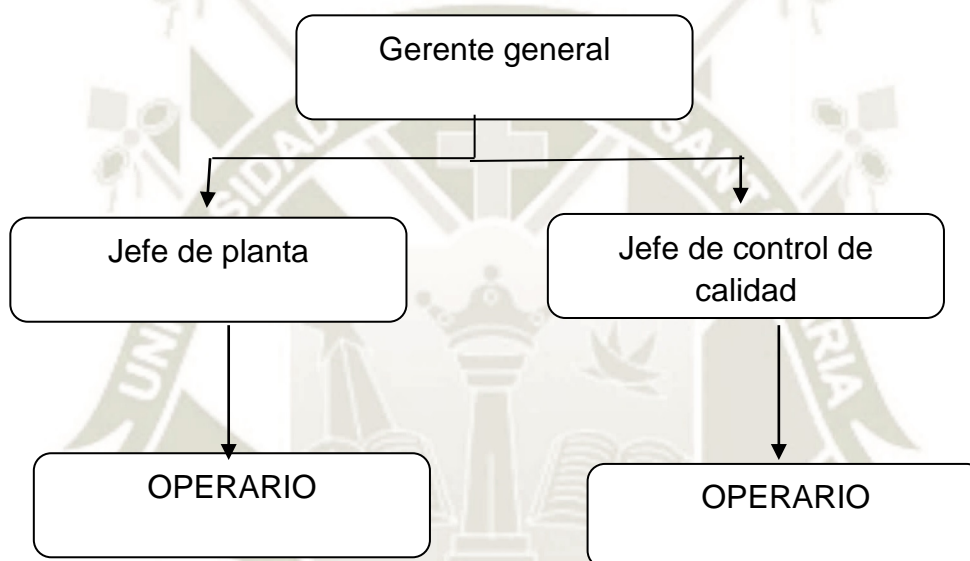 Gerente general
Jefe de planta
Jefe de control de
calidad
OPERARIO
OPERARIO